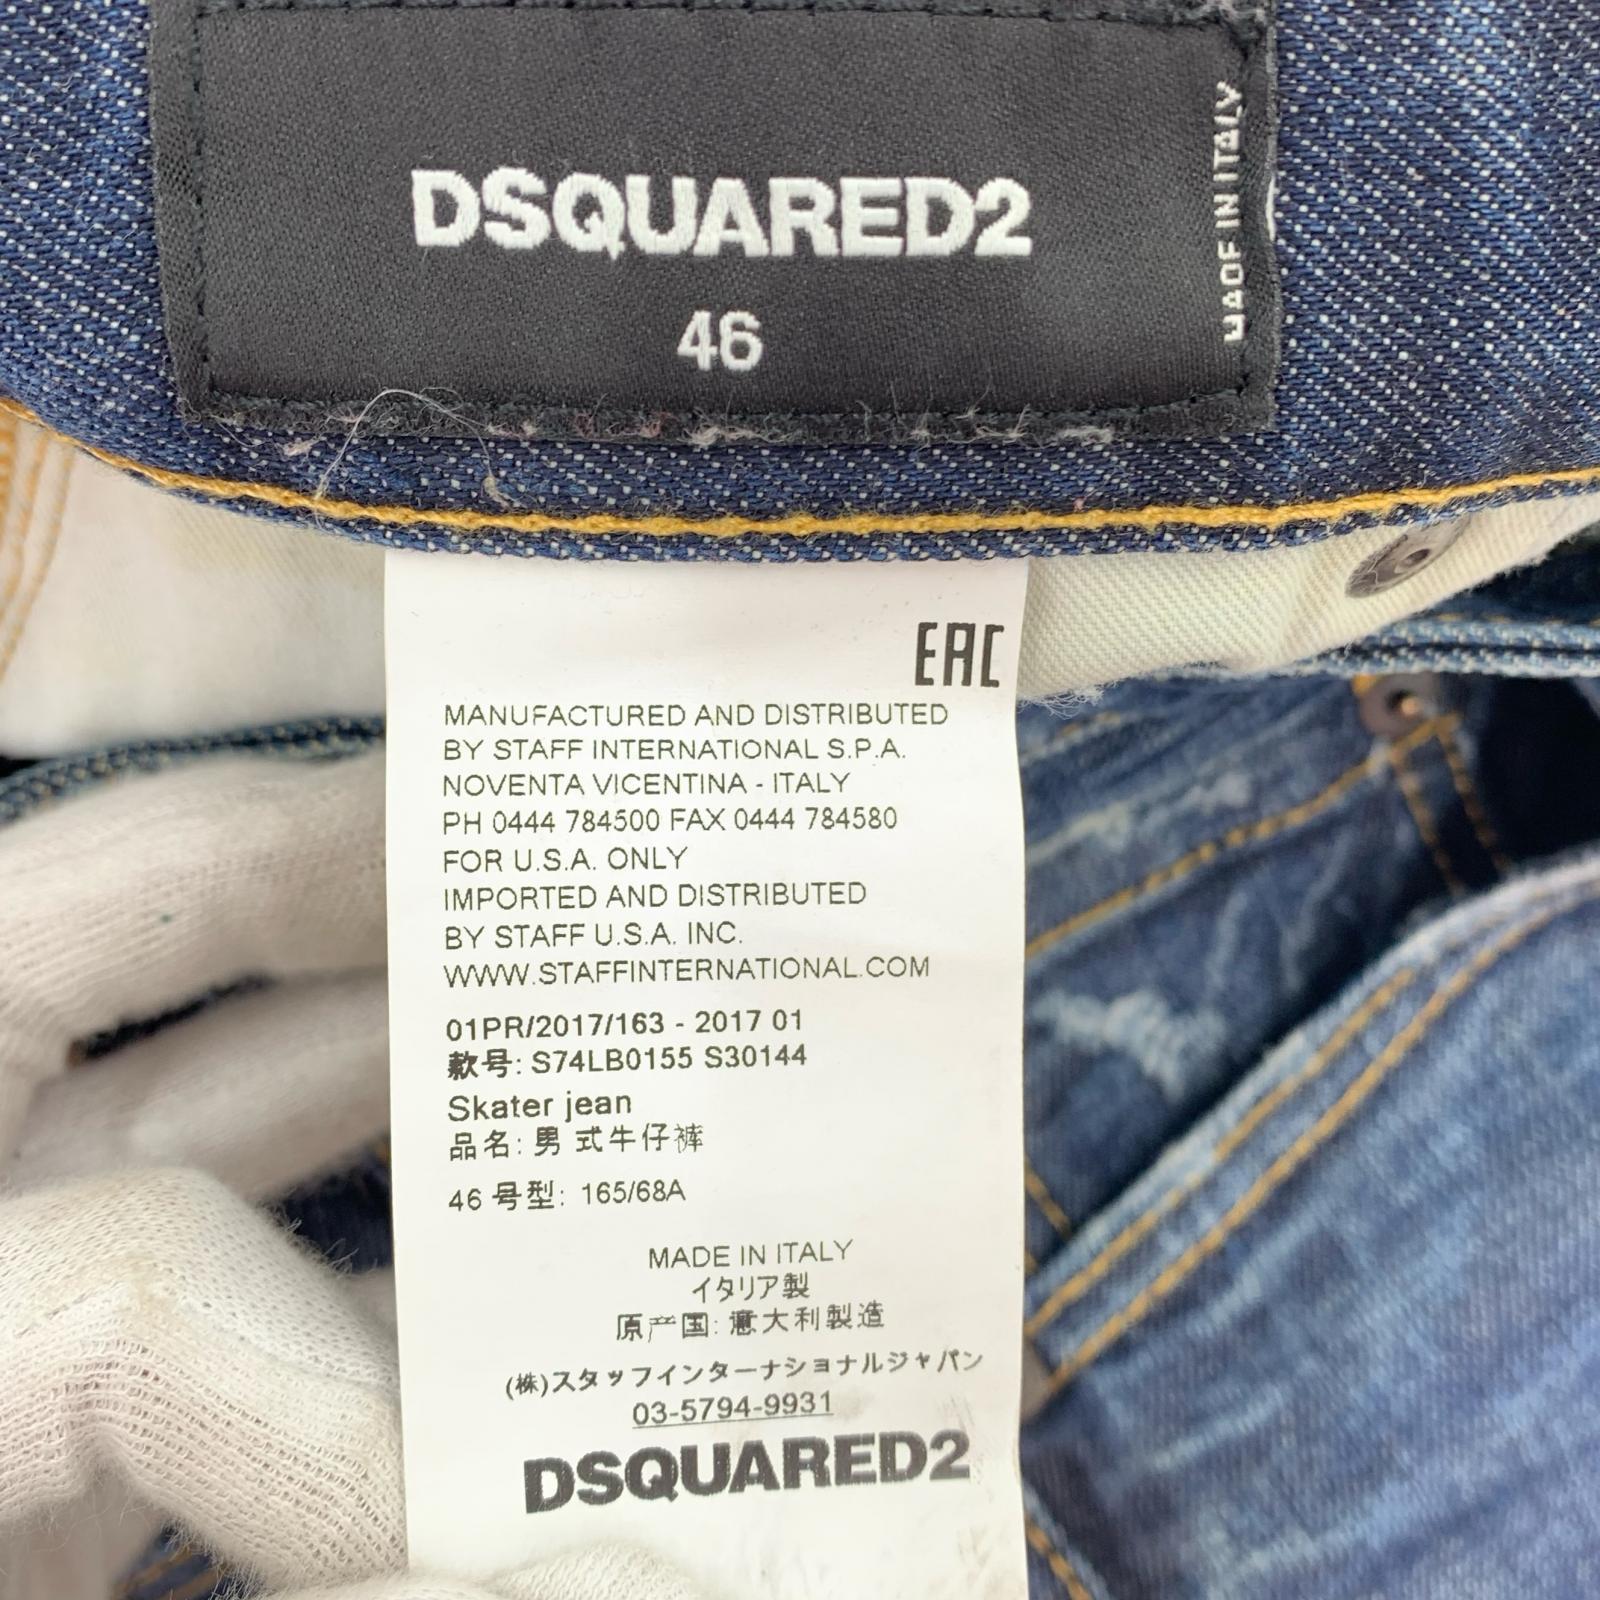 DSQUARED2
46
MADE IN ITALY
EAC
MANUFACTURED AND DISTRIBUTED
BY STAFF INTERNATIONAL S.P.A.
NOVENTA VICENTINA - ITALY
PH 0444 784500 FAX 0444 784580
FOR U.S.A. ONLY
IMPORTED AND DISTRIBUTED
BY STAFF U.S.A. INC.
WWW.STAFFINTERNATIONAL.COM
01PR/2017/163 - 2017 01
款号: S74LB0155 S30144
Skater jean
品名: 男 式牛仔裤
46 号型: 165/68A
MADE IN ITALY
イタリア製
原产国: 意大利製造
(株)スタッフインターナショナルジャパン
03-5794-9931
DSQUARED2